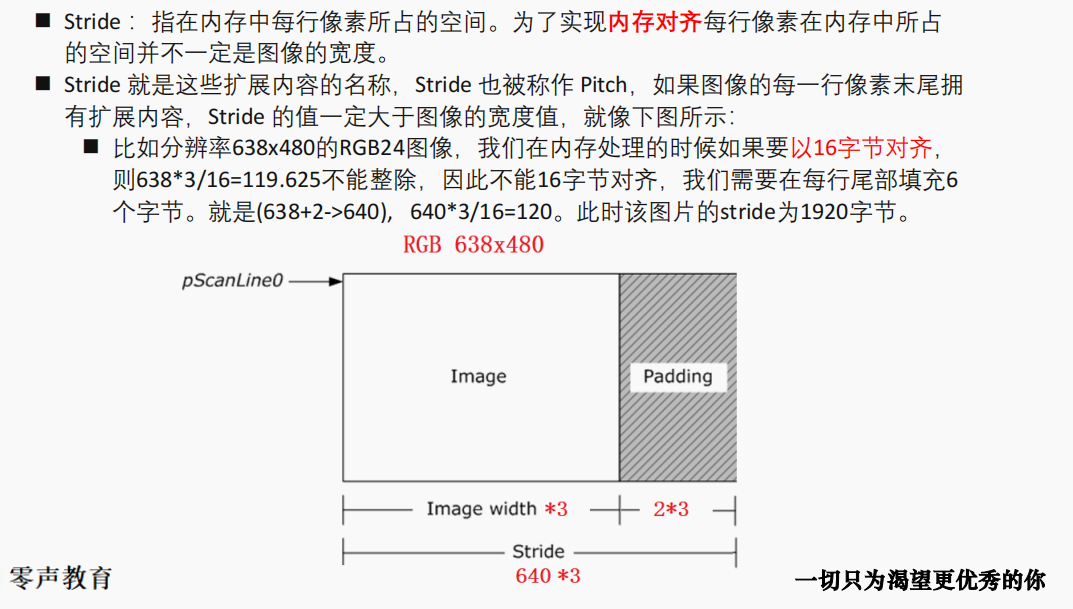 ■ Stride : 指在内存中每行像素所占的空间。为了实现内存对齐每行像素在内存中所占
的空间并不一定是图像的宽度。
■ Stride 就是这些扩展内容的名称，Stride 也被称作 Pitch，如果图像的每一行像素末尾拥
有扩展内容，Stride 的值一定大于图像的宽度值，就像下图所示：
■ 比如分辨率638x480的RGB24图像，我们在内存处理的时候如果要以16字节对齐，
则638*3/16=119.625不能整除，因此不能16字节对齐，我们需要在每行尾部填充6
个字节。就是(638+2->640)，640*3/16=120。此时该图片的stride为1920字节。
RGB 638x480
pScanLine0
Image
Padding
Image width *3
2*3
Stride
640 *3
零声教育
一切只为渴望更优秀的你